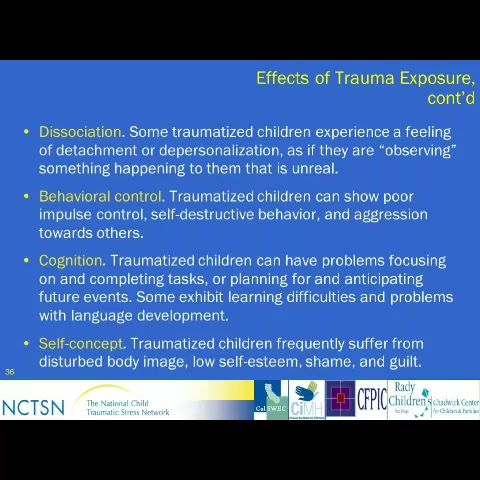 Effects of Trauma Exposure,
cont'd
• Dissociation. Some traumatized children experience a feeling
of detachment or depersonalization, as if they are “observing”
something happening to them that is unreal.
• Behavioral control. Traumatized children can show poor
impulse control, self-destructive behavior, and aggression
towards others.
• Cognition. Traumatized children can have problems focusing
on and completing tasks, or planning for and anticipating
future events. Some exhibit learning difficulties and problems
with language development.
• Self-concept. Traumatized children frequently suffer from
disturbed body image, low self-esteem, shame, and guilt.
36
NCTSN
The National Child
Traumatic Stress Network
Cal SWEC
CiMH
CFPIC
Rady
Children's
San Diego
Chadwick Center
for Children & Families